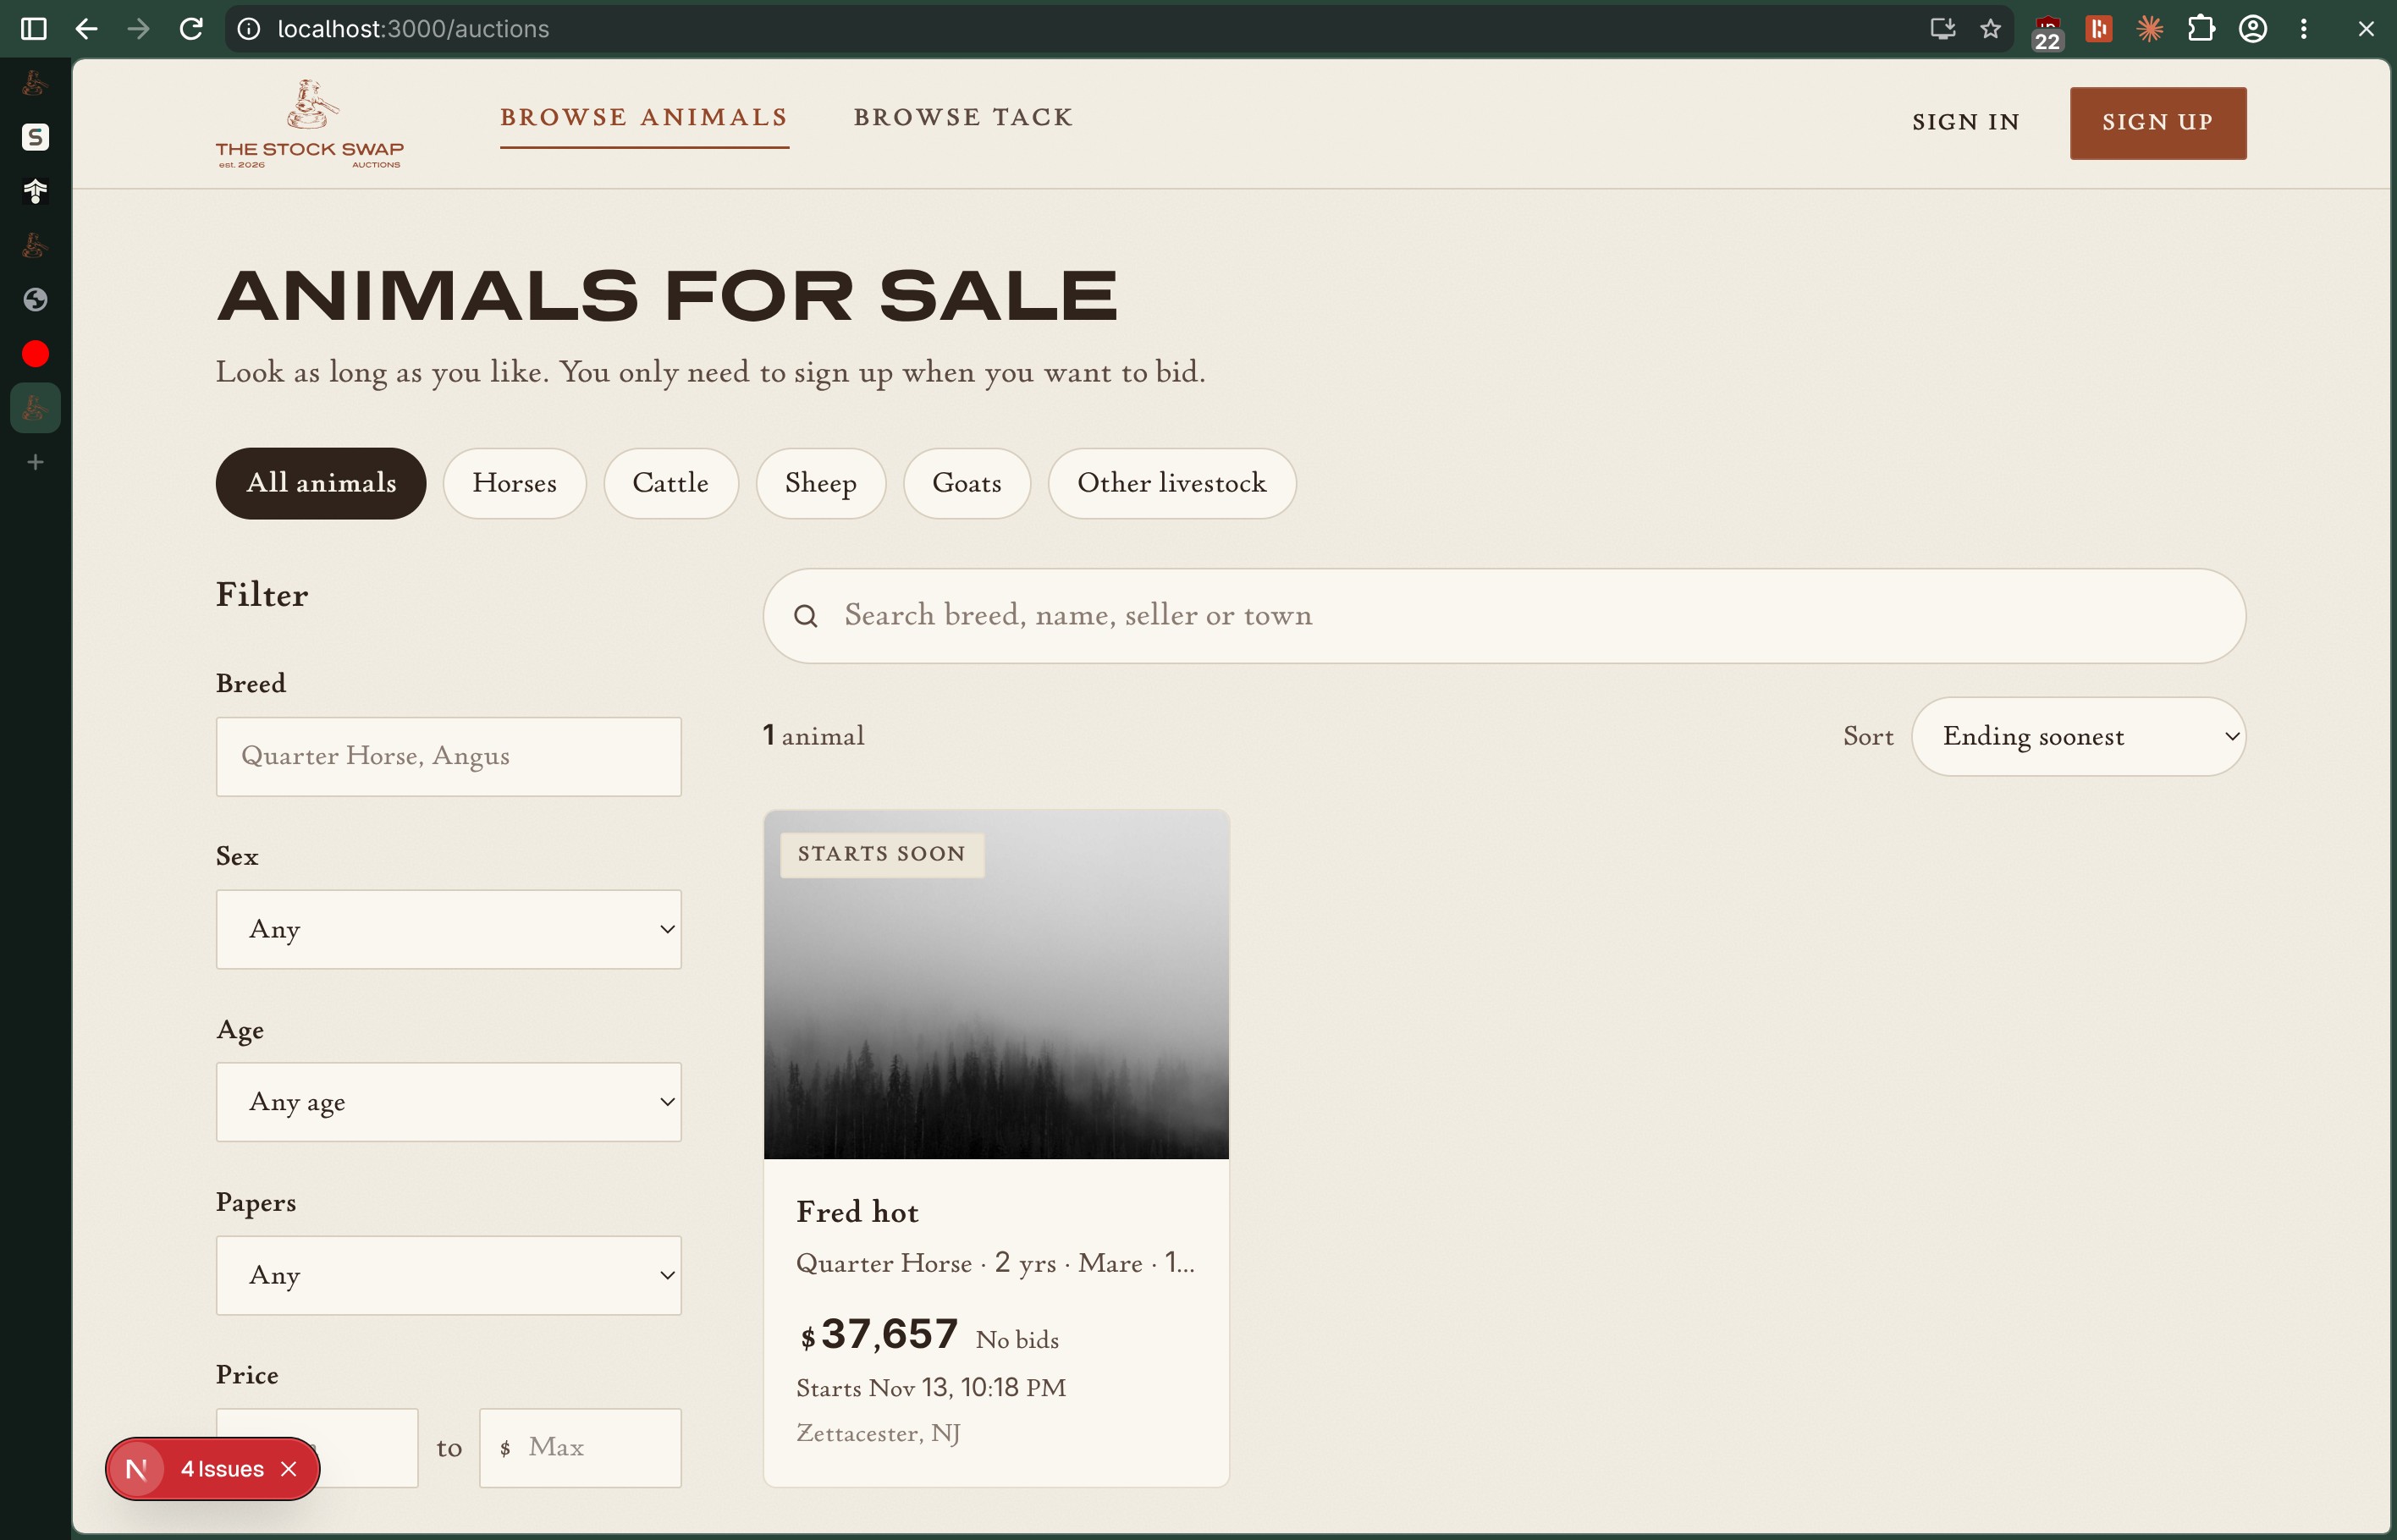 localhost:3000/auctions
22
THE STOCK SWAP
est. 2026 AUCTIONS
BROWSE ANIMALS
BROWSE TACK
SIGN IN
SIGN UP
ANIMALS FOR SALE
Look as long as you like. You only need to sign up when you want to bid.
All animals
Horses
Cattle
Sheep
Goats
Other livestock
Filter
Breed
Quarter Horse, Angus
Sex
Any
Age
Any age
Papers
Any
Price
to
$ Max
N 4 Issues
Search breed, name, seller or town
1 animal
Sort
Ending soonest
STARTS SOON
Fred hot
Quarter Horse · 2 yrs · Mare · 1...
$37,657 No bids
Starts Nov 13, 10:18 PM
Zettacester, NJ